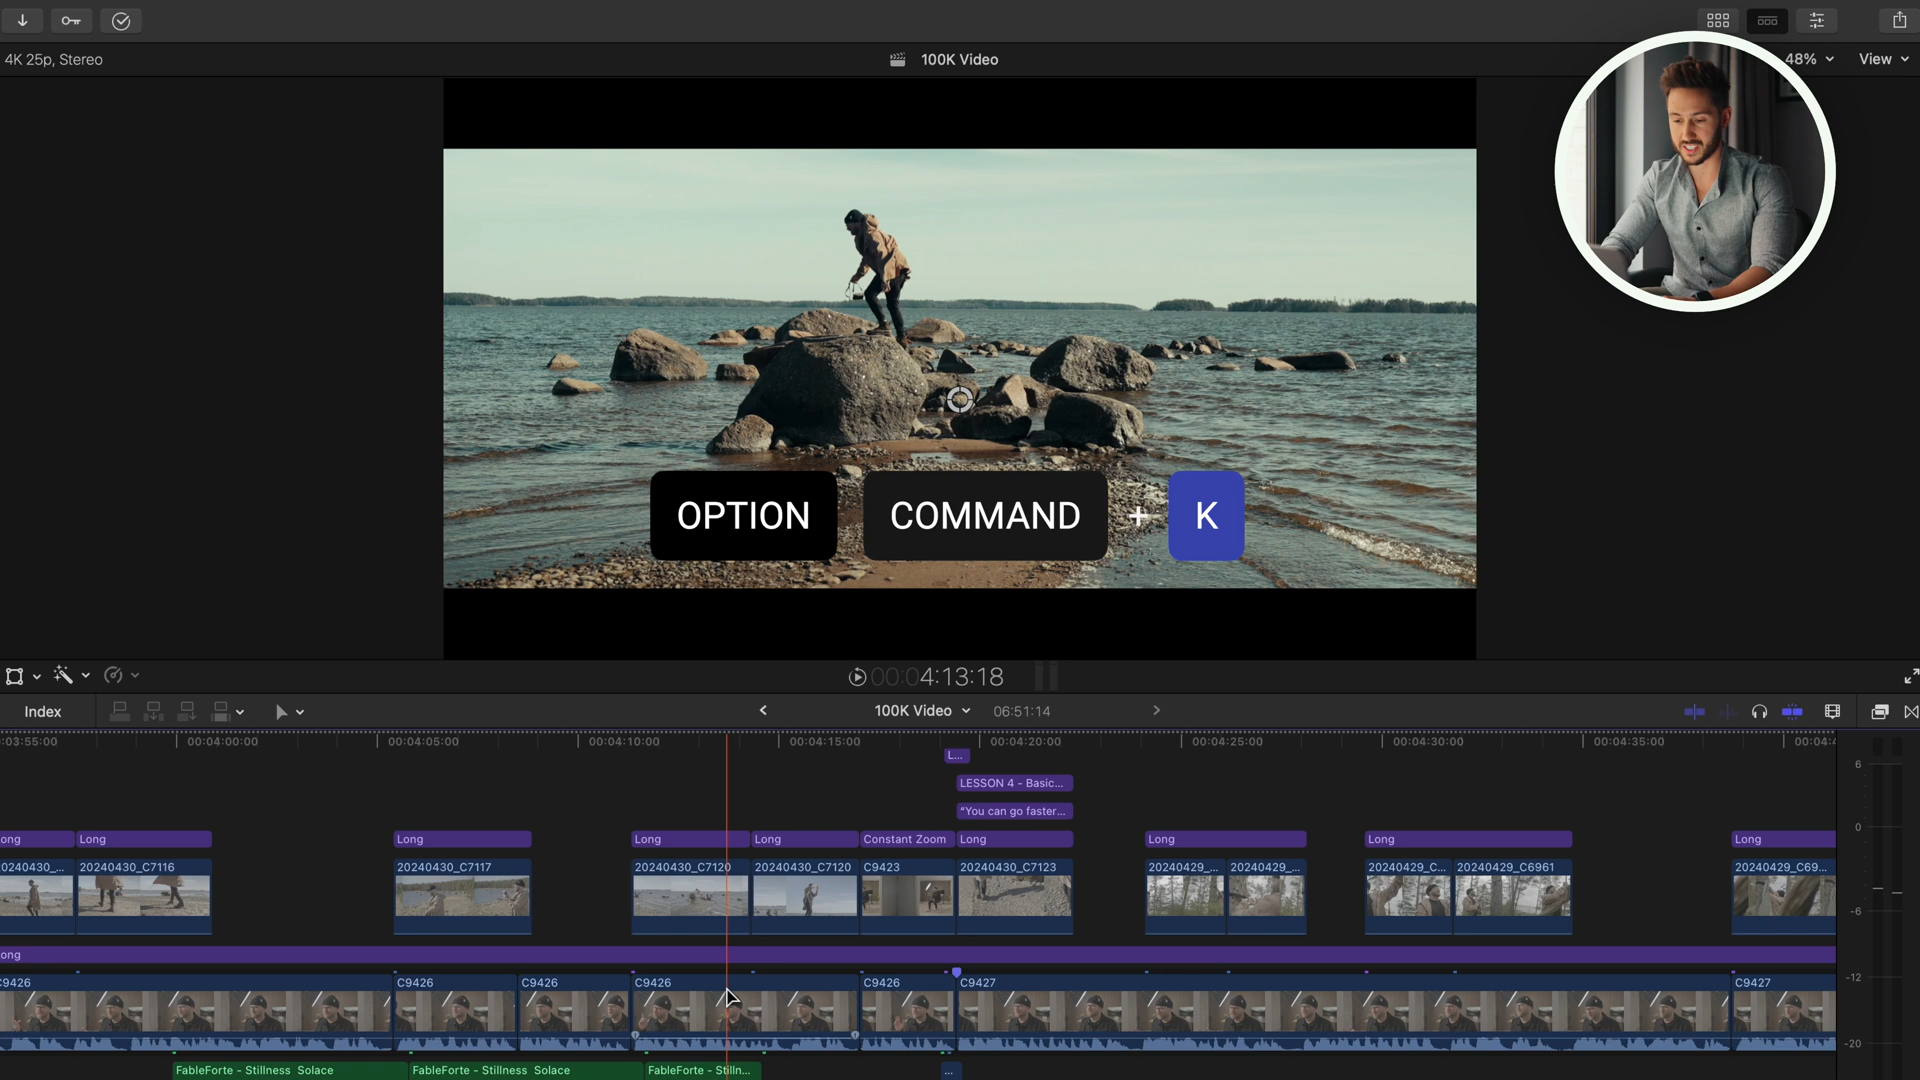 4K 25p, Stereo
100K Video
48%
View
OPTION
COMMAND
+
K
00:04:13:18
Index
100K Video
06:51:14
:03:55:00
00:04:00:00
00:04:05:00
00:04:10:00
00:04:15:00
00:04:20:00
00:04:25:00
00:04:30:00
00:04:35:00
00:04:4
L...
LESSON 4 - Basic...
“You can go faster...
ong
Long
Long
Long
Long
Constant Zoom
Long
Long
Long
Long
20240430_...
20240430_C7116
20240430_C7117
20240430_C7120
20240430_C7120
C9423
20240430_C7123
20240429_...
20240429_...
20240429_C...
20240429_C6961
20240429_C69...
ong
C9426
C9426
C9426
C9426
C9426
C9427
C9427
FableForte - Stillness Solace
FableForte - Stillness Solace
FableForte - Stilln...
...
6
0
-6
-12
-20